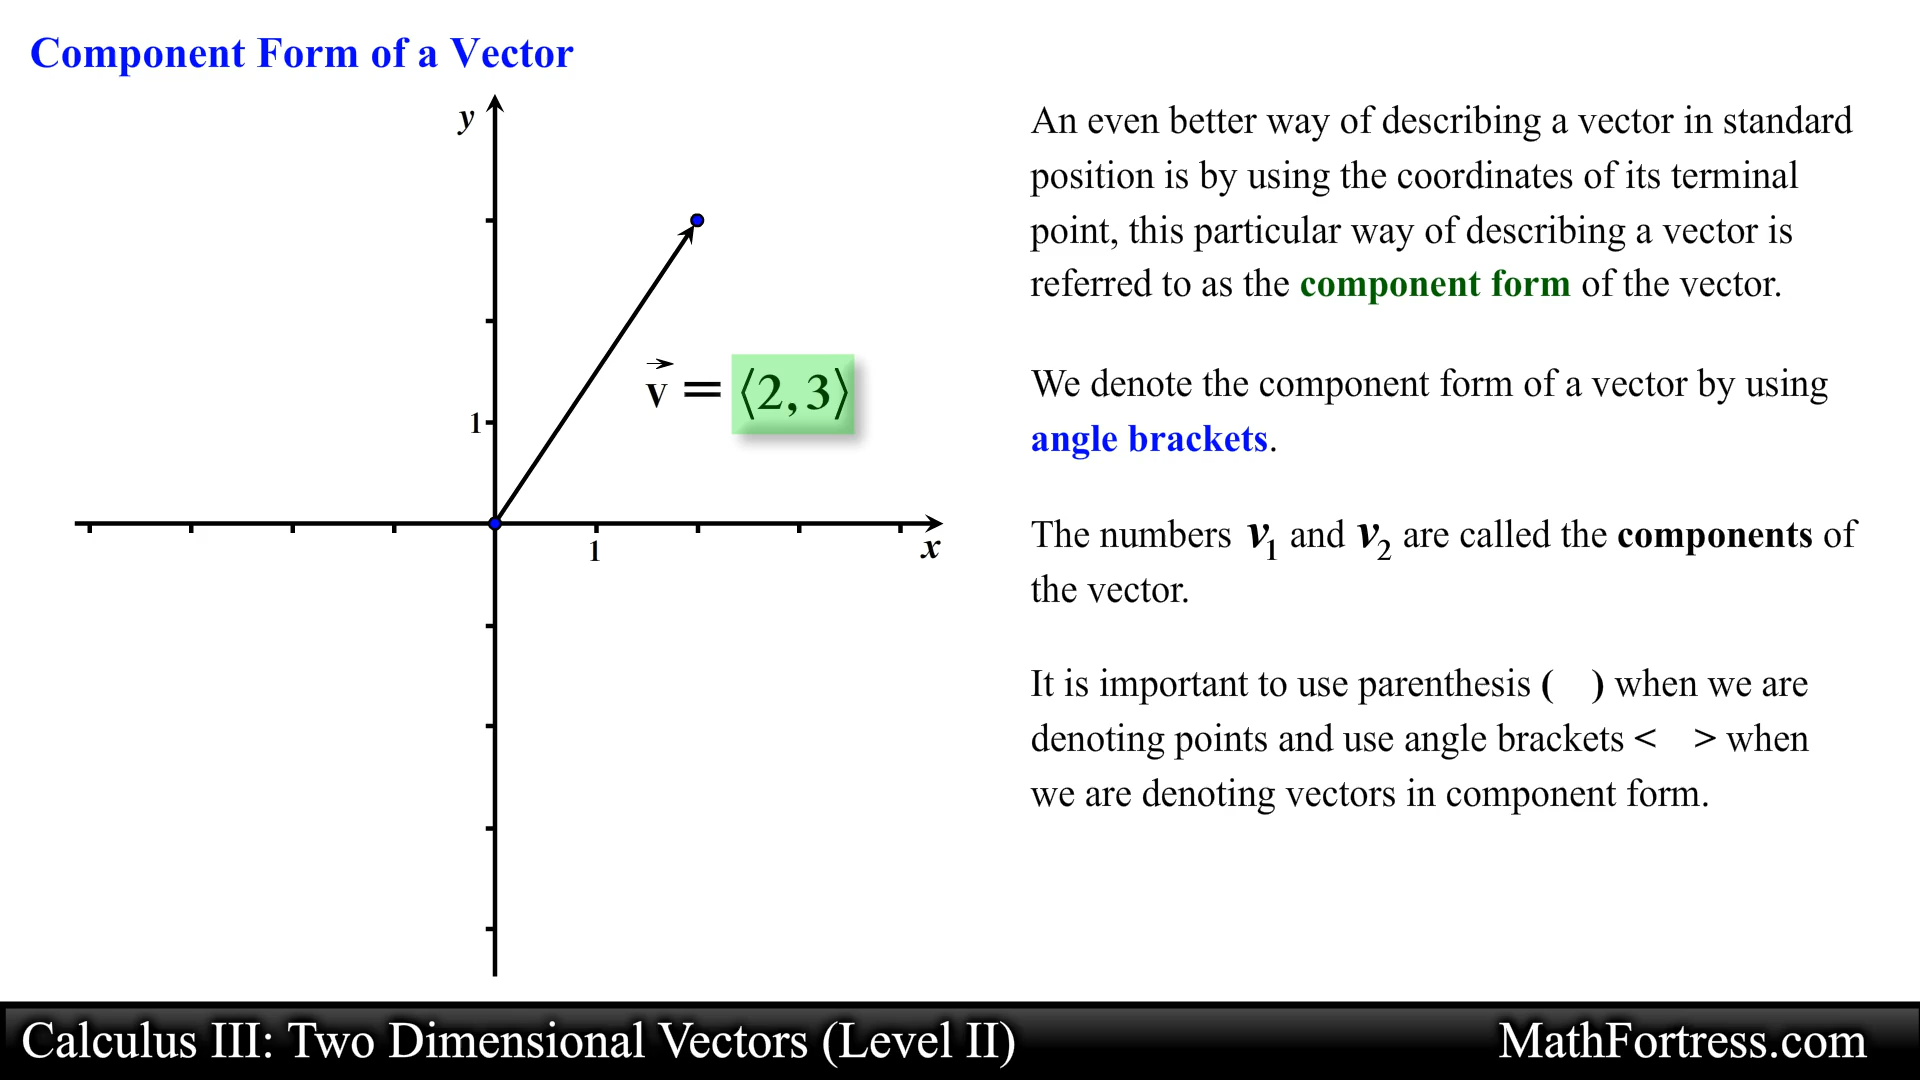 Component Form of a Vector
y
An even better way of describing a vector in standard
position is by using the coordinates of its terminal
point, this particular way of describing a vector is
referred to as the component form of the vector.
v⃗ = ⟨2, 3⟩
We denote the component form of a vector by using
angle brackets.
1
1
x
The numbers v₁ and v₂ are called the components of
the vector.
It is important to use parenthesis (   ) when we are
denoting points and use angle brackets <   > when
we are denoting vectors in component form.
Calculus III: Two Dimensional Vectors (Level II)
MathFortress.com